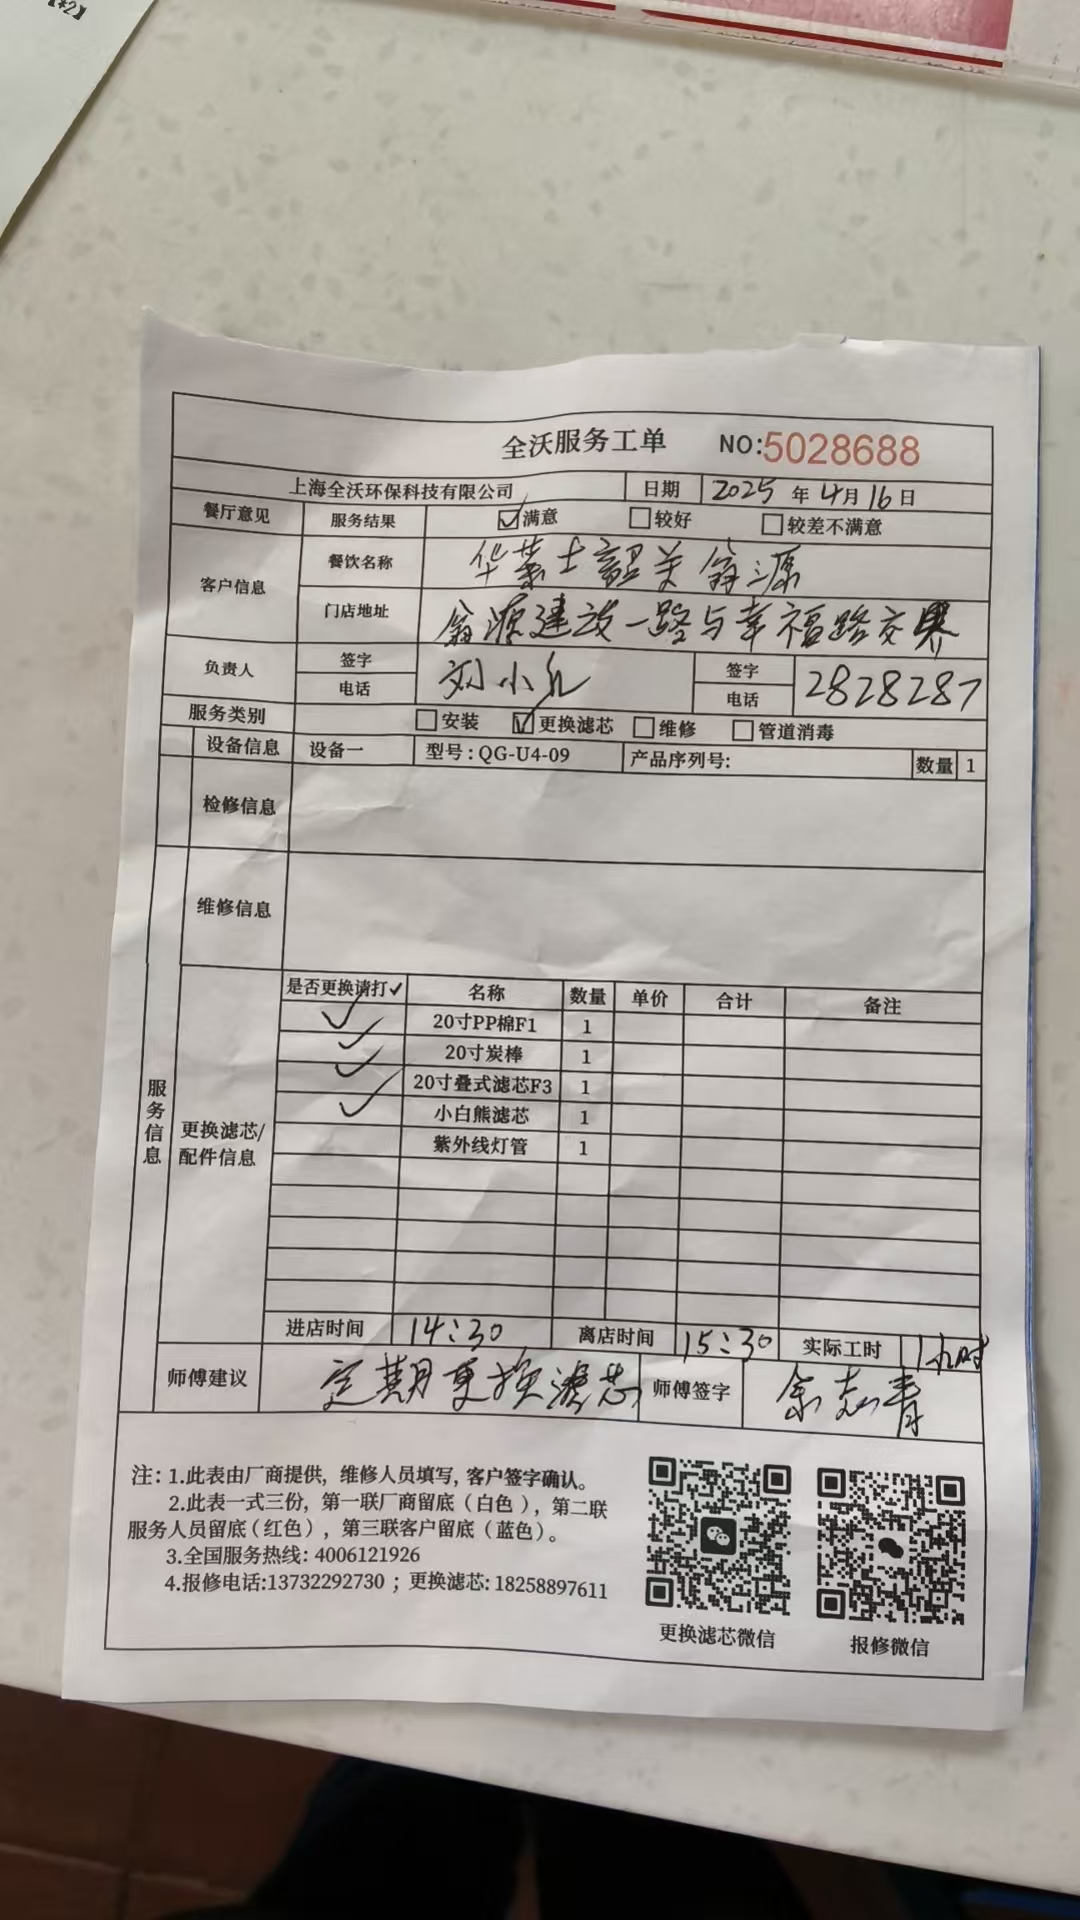 【*2】
全沃服务工单 NO:5028688
上海全沃环保科技有限公司 日期 2025 年 4月 16日
餐厅意见 服务结果 ☑满意 □较好 □较差不满意
客户信息 餐饮名称 华莱士韶关翁源
门店地址 翁源建设一路与幸福路交界
负责人 签字 电话 刘小 签字 电话 2828287
服务类别 □安装 ☑更换滤芯 □维修 □管道消毒
设备信息 设备一 型号：QG-U4-09 产品序列号: 数量 1
检修信息
维修信息
服务信息
更换滤芯/配件信息
是否更换请打✓ 名称 数量 单价 合计 备注
✓ 20寸PP棉F1 1
✓ 20寸炭棒 1
✓ 20寸叠式滤芯F3 1
✓ 小白熊滤芯 1
紫外线灯管 1
进店时间 14:30 离店时间 15:30 实际工时 1小时
师傅建议 定期更换滤芯 师傅签字 余志青
注：1.此表由厂商提供，维修人员填写，客户签字确认。
2.此表一式三份，第一联厂商留底（白色），第二联
服务人员留底（红色），第三联客户留底（蓝色）。
3.全国服务热线：4006121926
4.报修电话:13732292730 ；更换滤芯: 18258897611
更换滤芯微信 报修微信